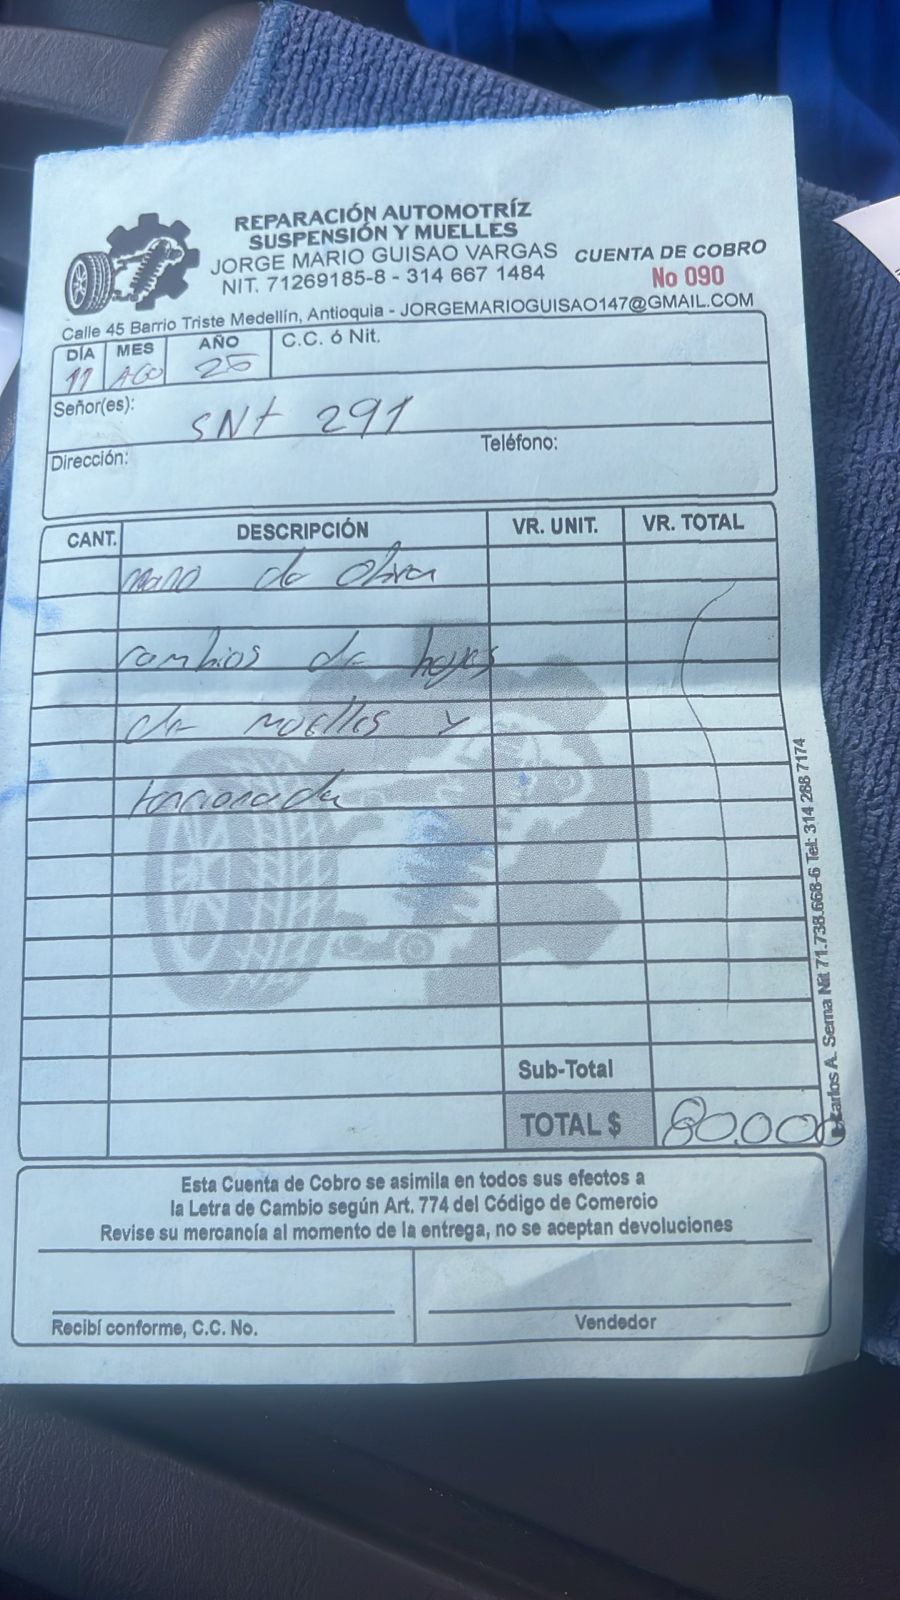 REPARACIÓN AUTOMOTRÍZ
SUSPENSIÓN Y MUELLES
JORGE MARIO GUISAO VARGAS
NIT. 71269185-8 - 314 667 1484
CUENTA DE COBRO
No 090
Calle 45 Barrio Triste Medellín, Antioquia - JORGEMARIOGUISAO147@GMAIL.COM
DÍA MES AÑO C.C. ó Nit.
11 AGO 25
Señor(es): SNt 291
Dirección: Teléfono:
CANT. DESCRIPCIÓN VR. UNIT. VR. TOTAL
mano de obra
cambios de hojas
de muelles y
Sub-Total
TOTAL $ 80.000
Esta Cuenta de Cobro se asimila en todos sus efectos a
la Letra de Cambio según Art. 774 del Código de Comercio
Revise su mercancía al momento de la entrega, no se aceptan devoluciones
Recibí conforme, C.C. No. Vendedor
Carlos A. Serna Nit 71.738.668-6 Tel: 314 288 7174